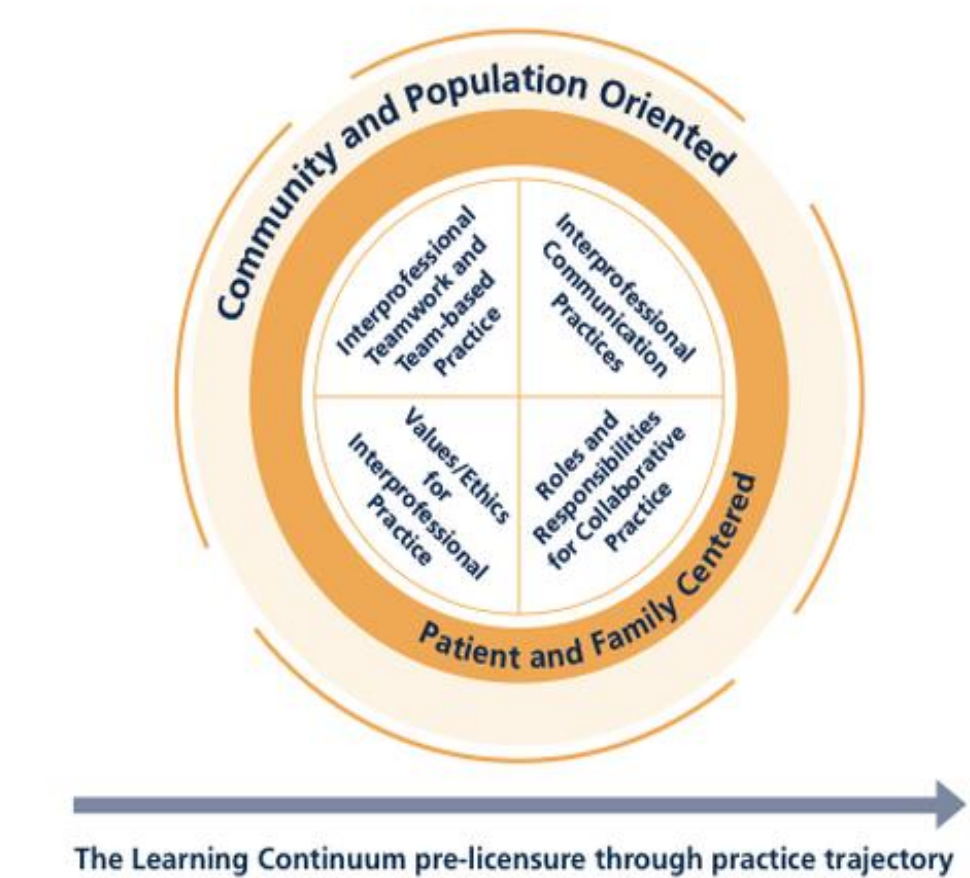 Community and Population Oriented
Interprofessional
Teamwork and
Team-based
Practice
Interprofessional
Communication
Practices
Values/Ethics
for
Interprofessional
Practice
Roles and
Responsibilities
for Collaborative
Practice
Patient and Family Centered
The Learning Continuum pre-licensure through practice trajectory